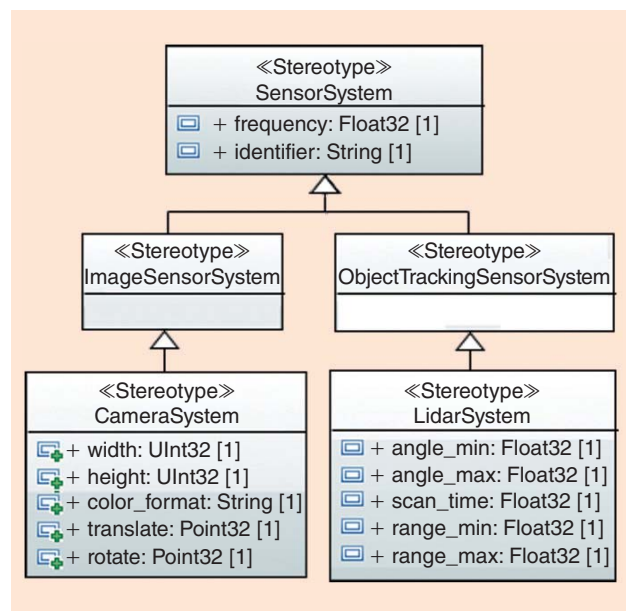 ≪Stereotype≫
SensorSystem
+ frequency: Float32 [1]
+ identifier: String [1]
≪Stereotype≫
ImageSensorSystem
≪Stereotype≫
ObjectTrackingSensorSystem
≪Stereotype≫
CameraSystem
+ width: UInt32 [1]
+ height: UInt32 [1]
+ color_format: String [1]
+ translate: Point32 [1]
+ rotate: Point32 [1]
≪Stereotype≫
LidarSystem
+ angle_min: Float32 [1]
+ angle_max: Float32 [1]
+ scan_time: Float32 [1]
+ range_min: Float32 [1]
+ range_max: Float32 [1]